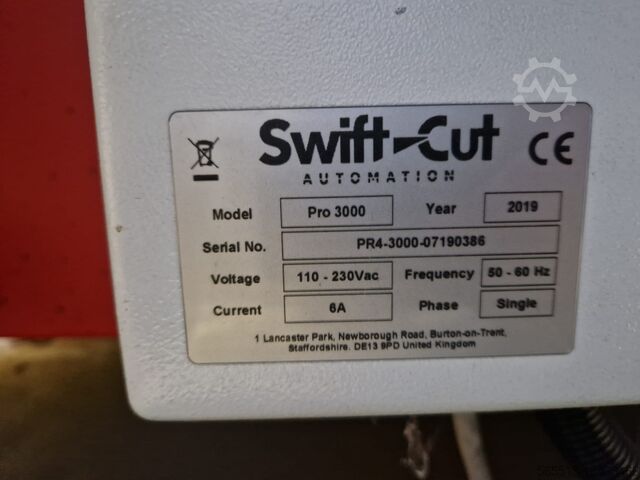 Swift-Cut CE
AUTOMATION
Model Pro 3000 Year 2019
Serial No. PR4-3000-07190386
Voltage 110 - 230Vac Frequency 50 - 60 Hz
Current 6A Phase Single
1 Lancaster Park, Newborough Road, Burton-on-Trent,
Staffordshire. DE13 9PD United Kingdom